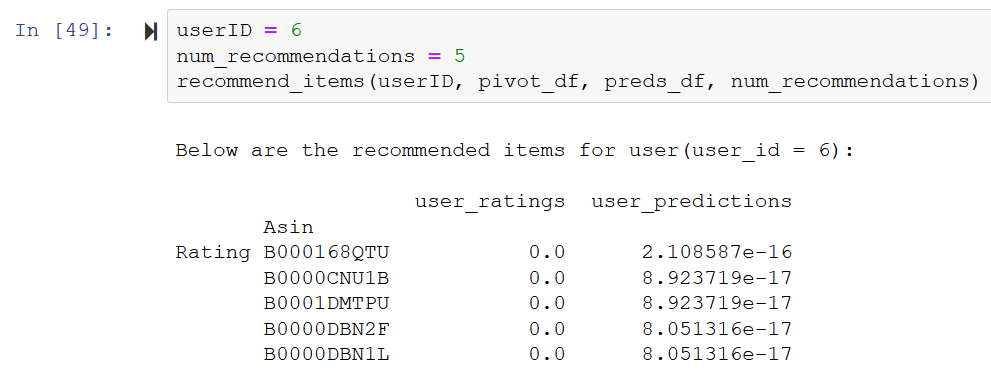 In [49]:
userID = 6
num_recommendations = 5
recommend_items(userID, pivot_df, preds_df, num_recommendations)
Below are the recommended items for user(user_id = 6):
user_ratings user_predictions
Asin
Rating B000168QTU 0.0 2.108587e-16
B0000CNU1B 0.0 8.923719e-17
B0001DMTPU 0.0 8.923719e-17
B0000DBN2F 0.0 8.051316e-17
B0000DBN1L 0.0 8.051316e-17